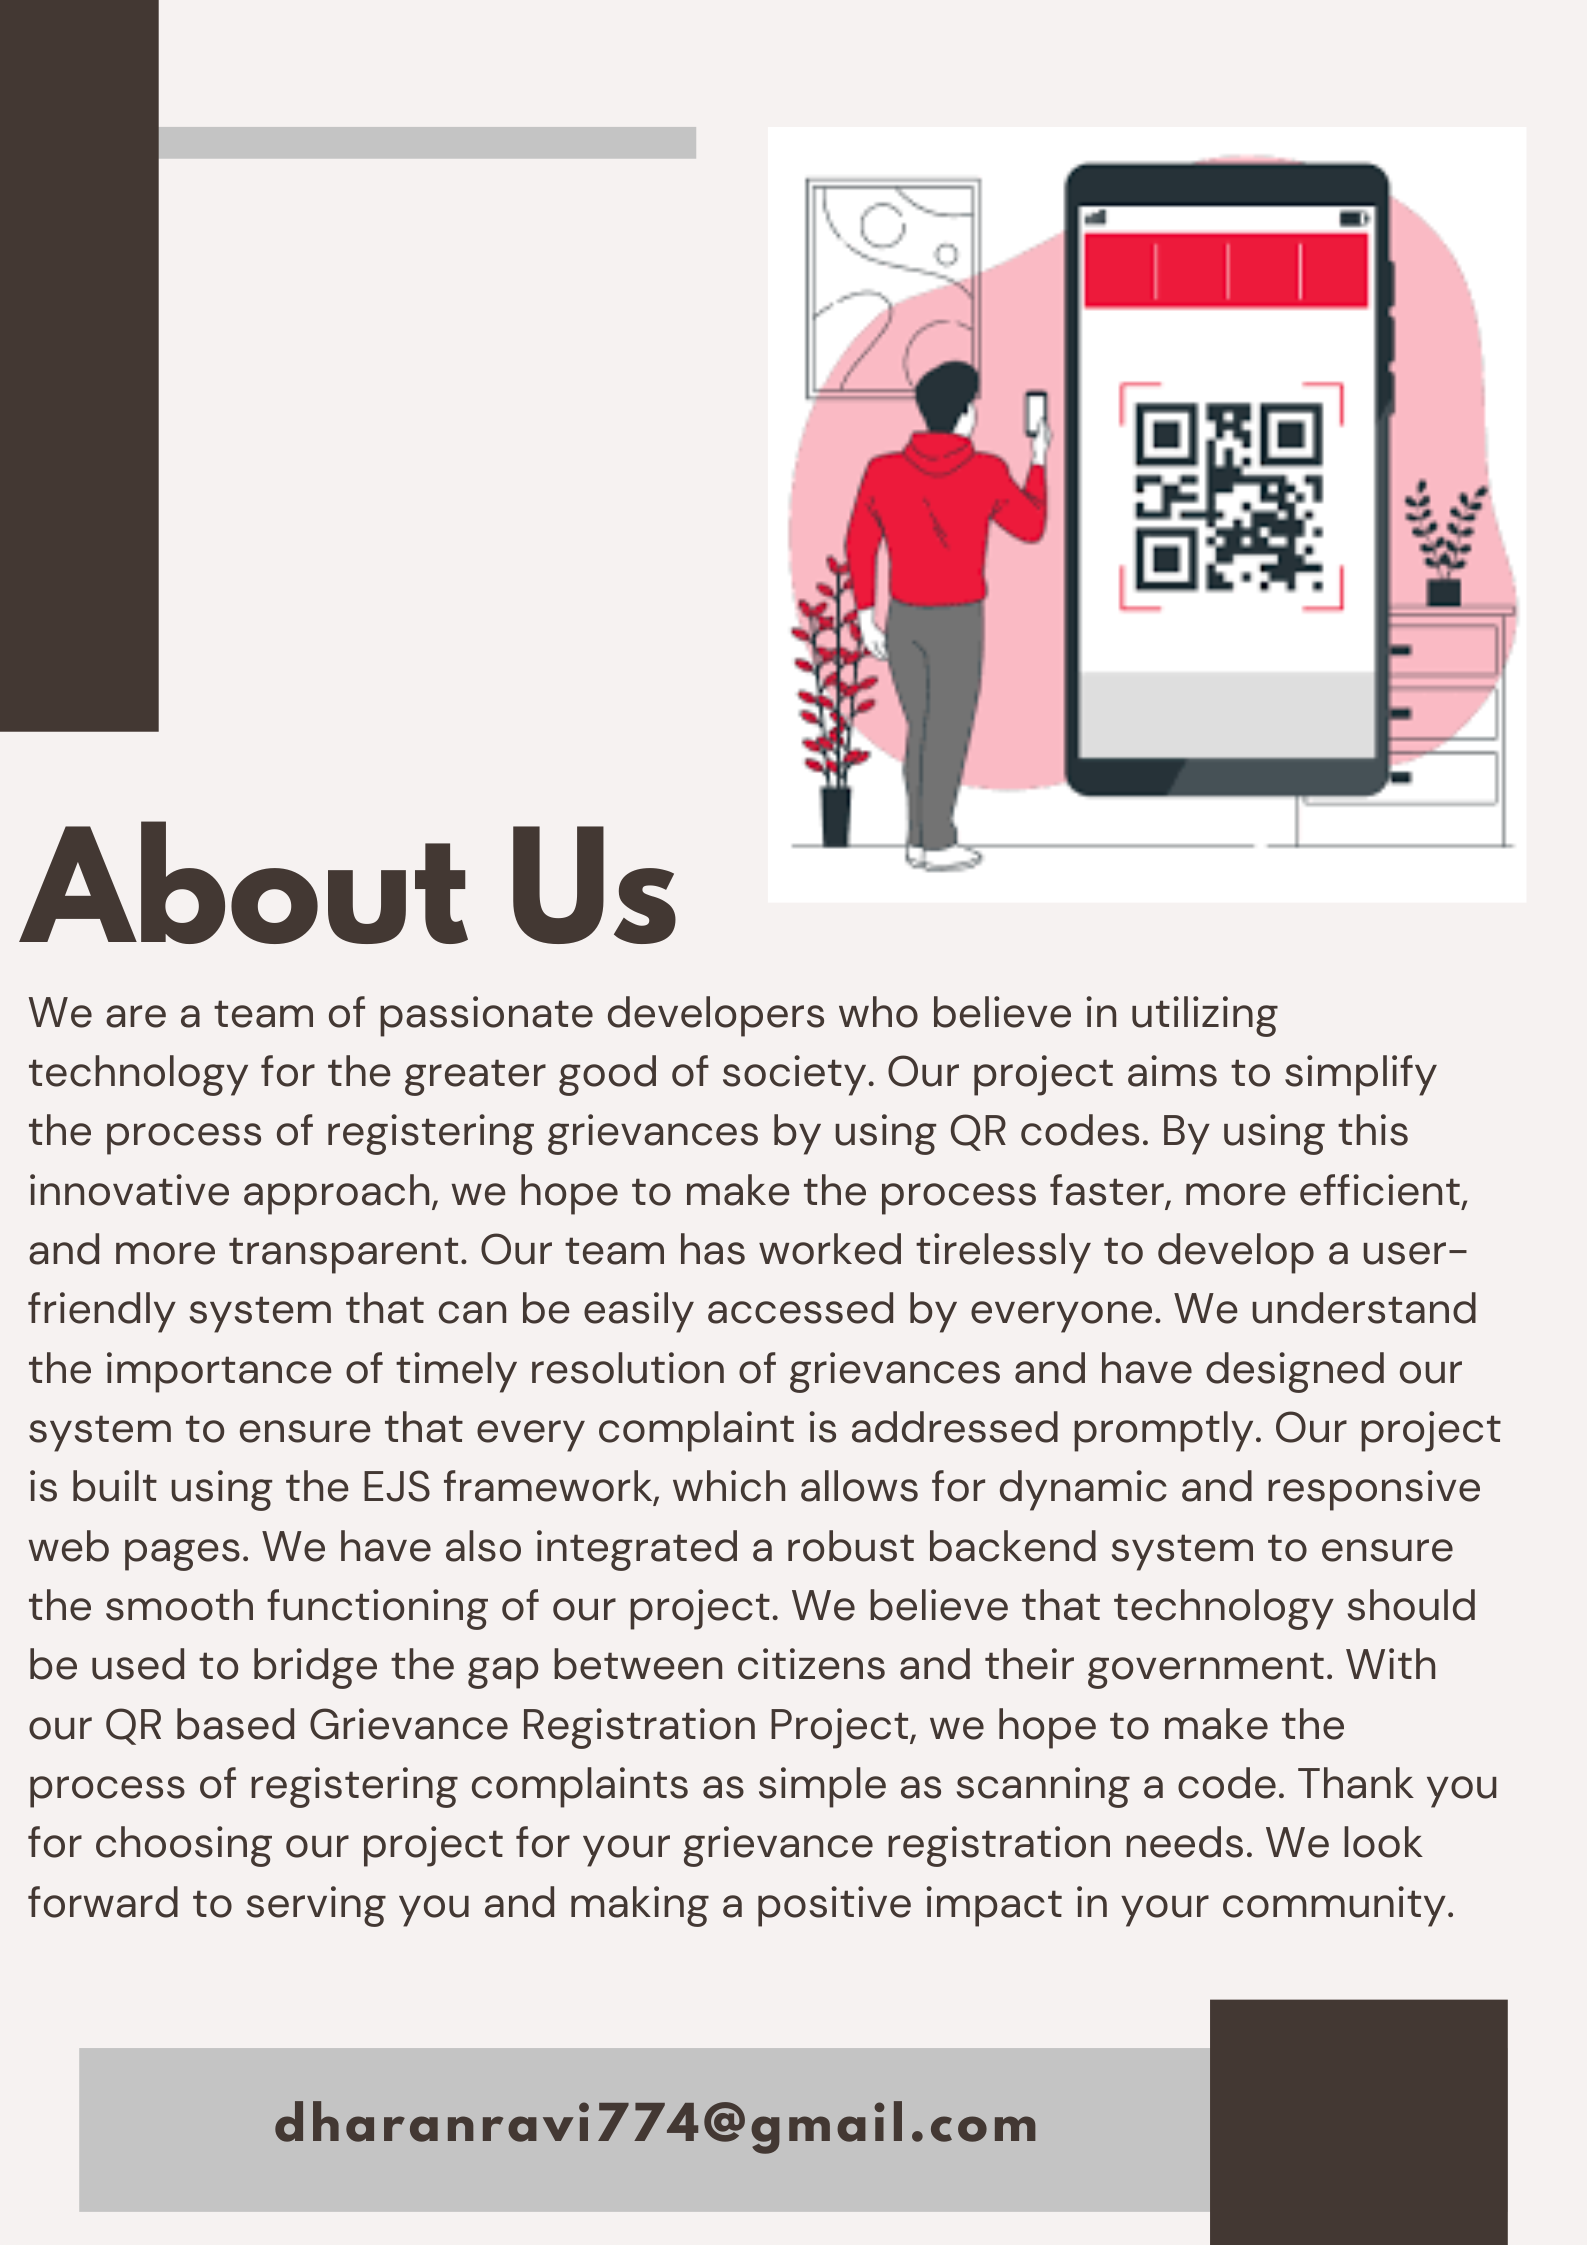 About Us
We are a team of passionate developers who believe in utilizing
technology for the greater good of society. Our project aims to simplify
the process of registering grievances by using QR codes. By using this
innovative approach, we hope to make the process faster, more efficient,
and more transparent. Our team has worked tirelessly to develop a user-
friendly system that can be easily accessed by everyone. We understand
the importance of timely resolution of grievances and have designed our
system to ensure that every complaint is addressed promptly. Our project
is built using the EJS framework, which allows for dynamic and responsive
web pages. We have also integrated a robust backend system to ensure
the smooth functioning of our project. We believe that technology should
be used to bridge the gap between citizens and their government. With
our QR based Grievance Registration Project, we hope to make the
process of registering complaints as simple as scanning a code. Thank you
for choosing our project for your grievance registration needs. We look
forward to serving you and making a positive impact in your community.
dharanravi774@gmail.com